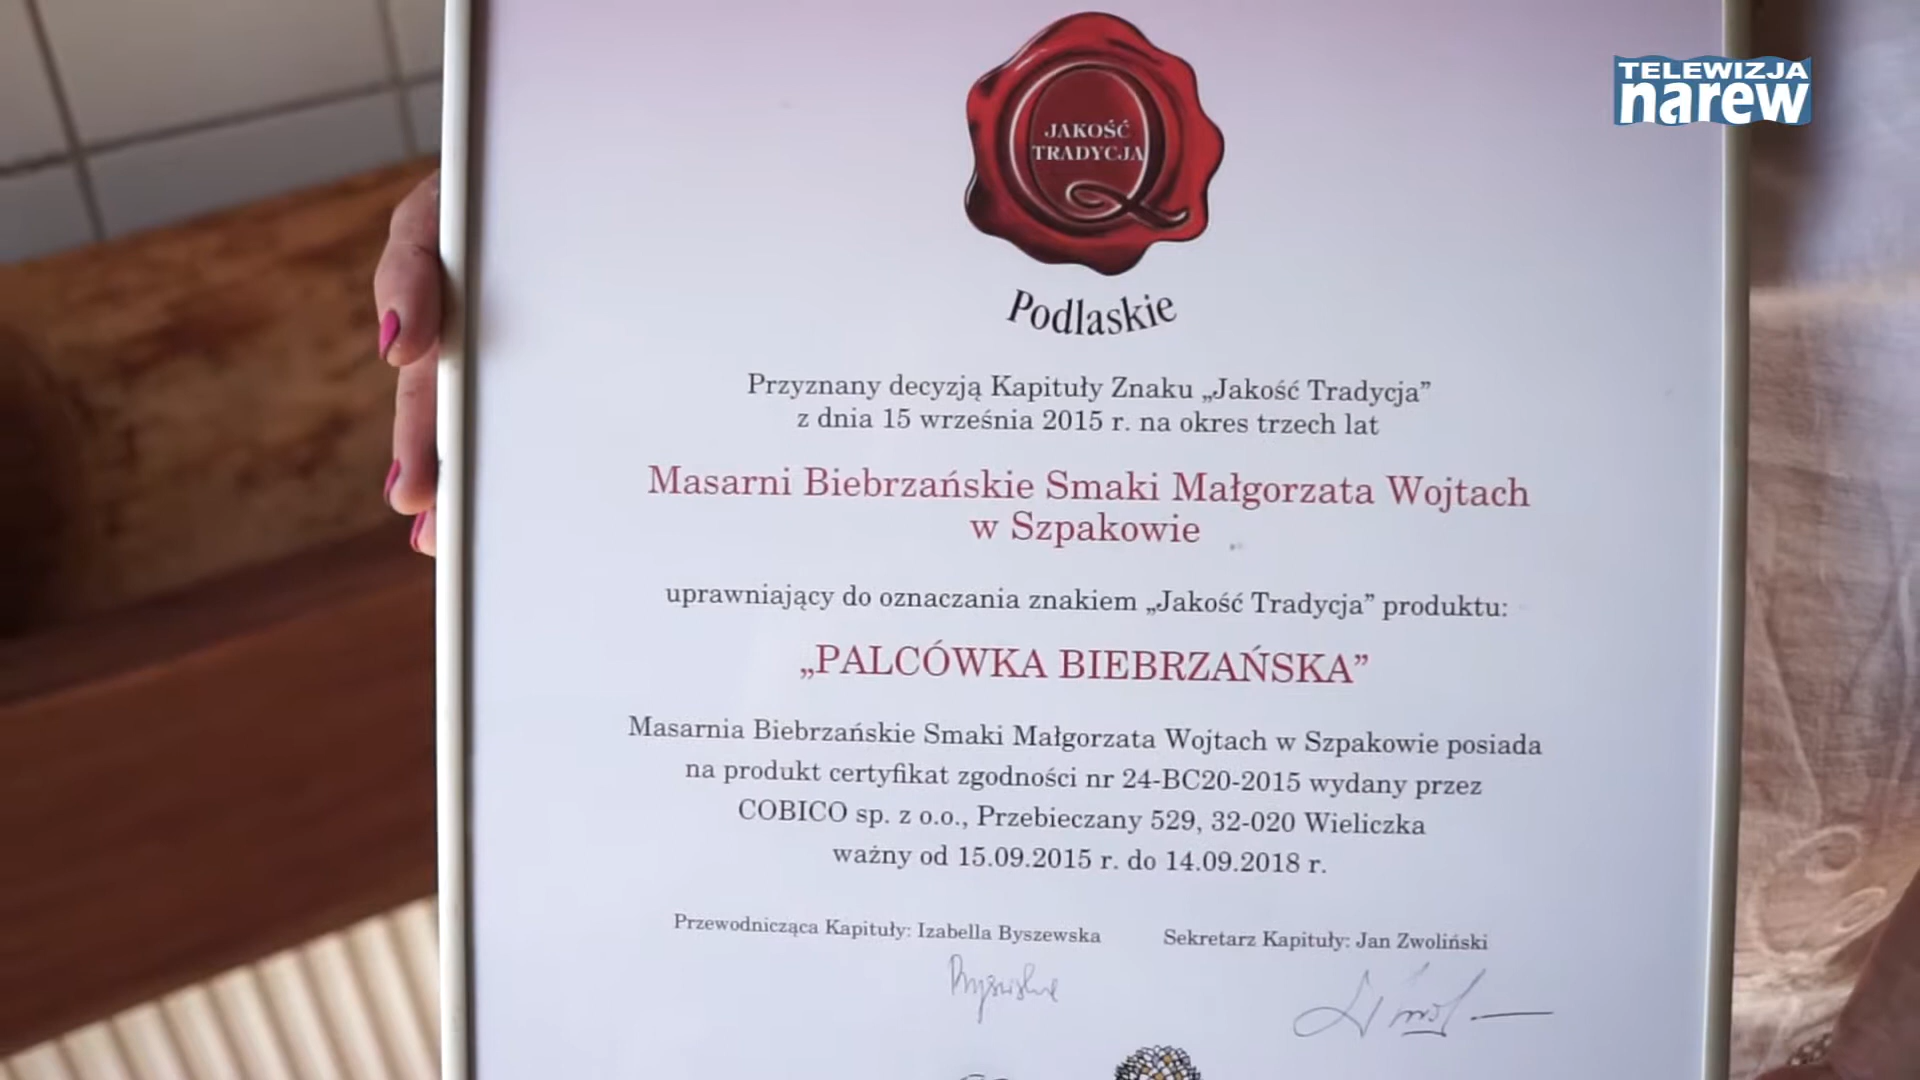 TELEWIZJA
narew
JAKOŚĆ
TRADYCJA
Podlaskie
Przyznany decyzją Kapituły Znaku „Jakość Tradycja”
z dnia 15 września 2015 r. na okres trzech lat
Masarni Biebrzańskie Smaki Małgorzata Wojtach
w Szpakowie
uprawniający do oznaczania znakiem „Jakość Tradycja” produktu:
„PALCÓWKA BIEBRZAŃSKA”
Masarnia Biebrzańskie Smaki Małgorzata Wojtach w Szpakowie posiada
na produkt certyfikat zgodności nr 24-BC20-2015 wydany przez
COBICO sp. z o.o., Przebieczany 529, 32-020 Wieliczka
ważny od 15.09.2015 r. do 14.09.2018 r.
Przewodnicząca Kapituły: Izabella Byszewska
Sekretarz Kapituły: Jan Zwoliński